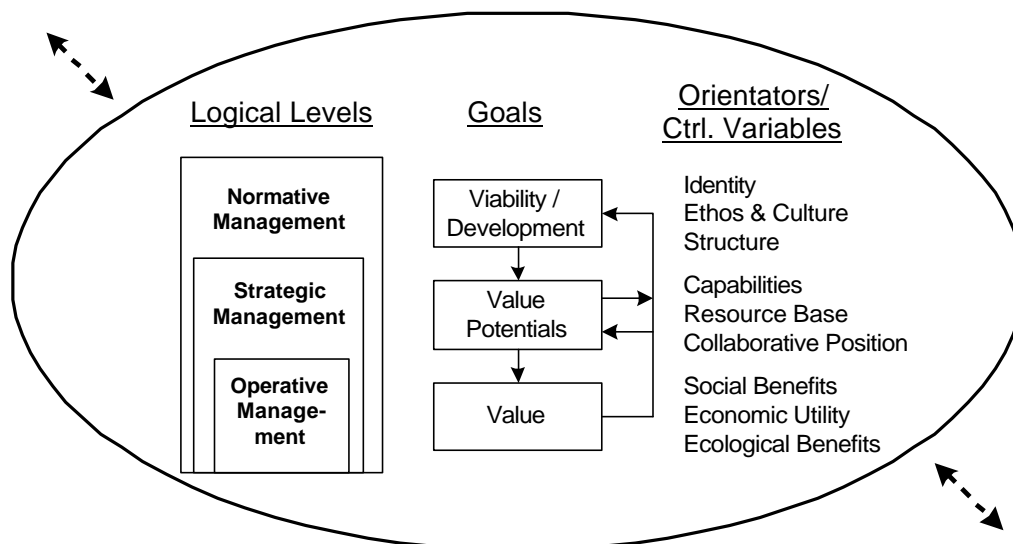 Logical Levels
Goals
Orientators/
Ctrl. Variables
Normative
Management
Strategic
Management
Operative
Manage-
ment
Viability /
Development
Value
Potentials
Value
Identity
Ethos & Culture
Structure
Capabilities
Resource Base
Collaborative Position
Social Benefits
Economic Utility
Ecological Benefits